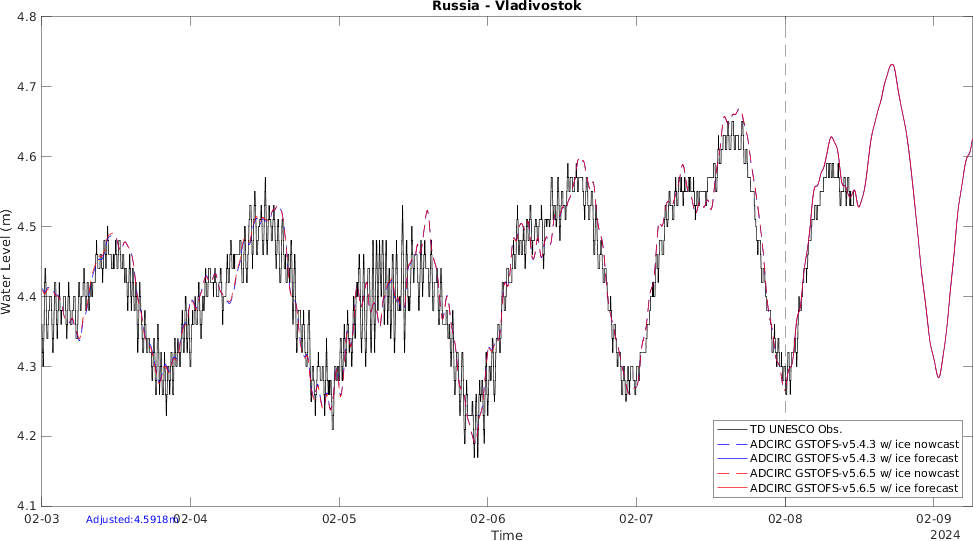 Russia - Vladivostok
4.8
4.7
4.6
4.5
4.4
4.3
4.2
4.1
Water Level (m)
TD UNESCO Obs.
ADCIRC GSTOFS-v5.4.3 w/ ice nowcast
ADCIRC GSTOFS-v5.4.3 w/ ice forecast
ADCIRC GSTOFS-v5.6.5 w/ ice nowcast
ADCIRC GSTOFS-v5.6.5 w/ ice forecast
02-03 02-04 02-05 02-06 02-07 02-08 02-09
Adjusted:4.5918m
Time
2024